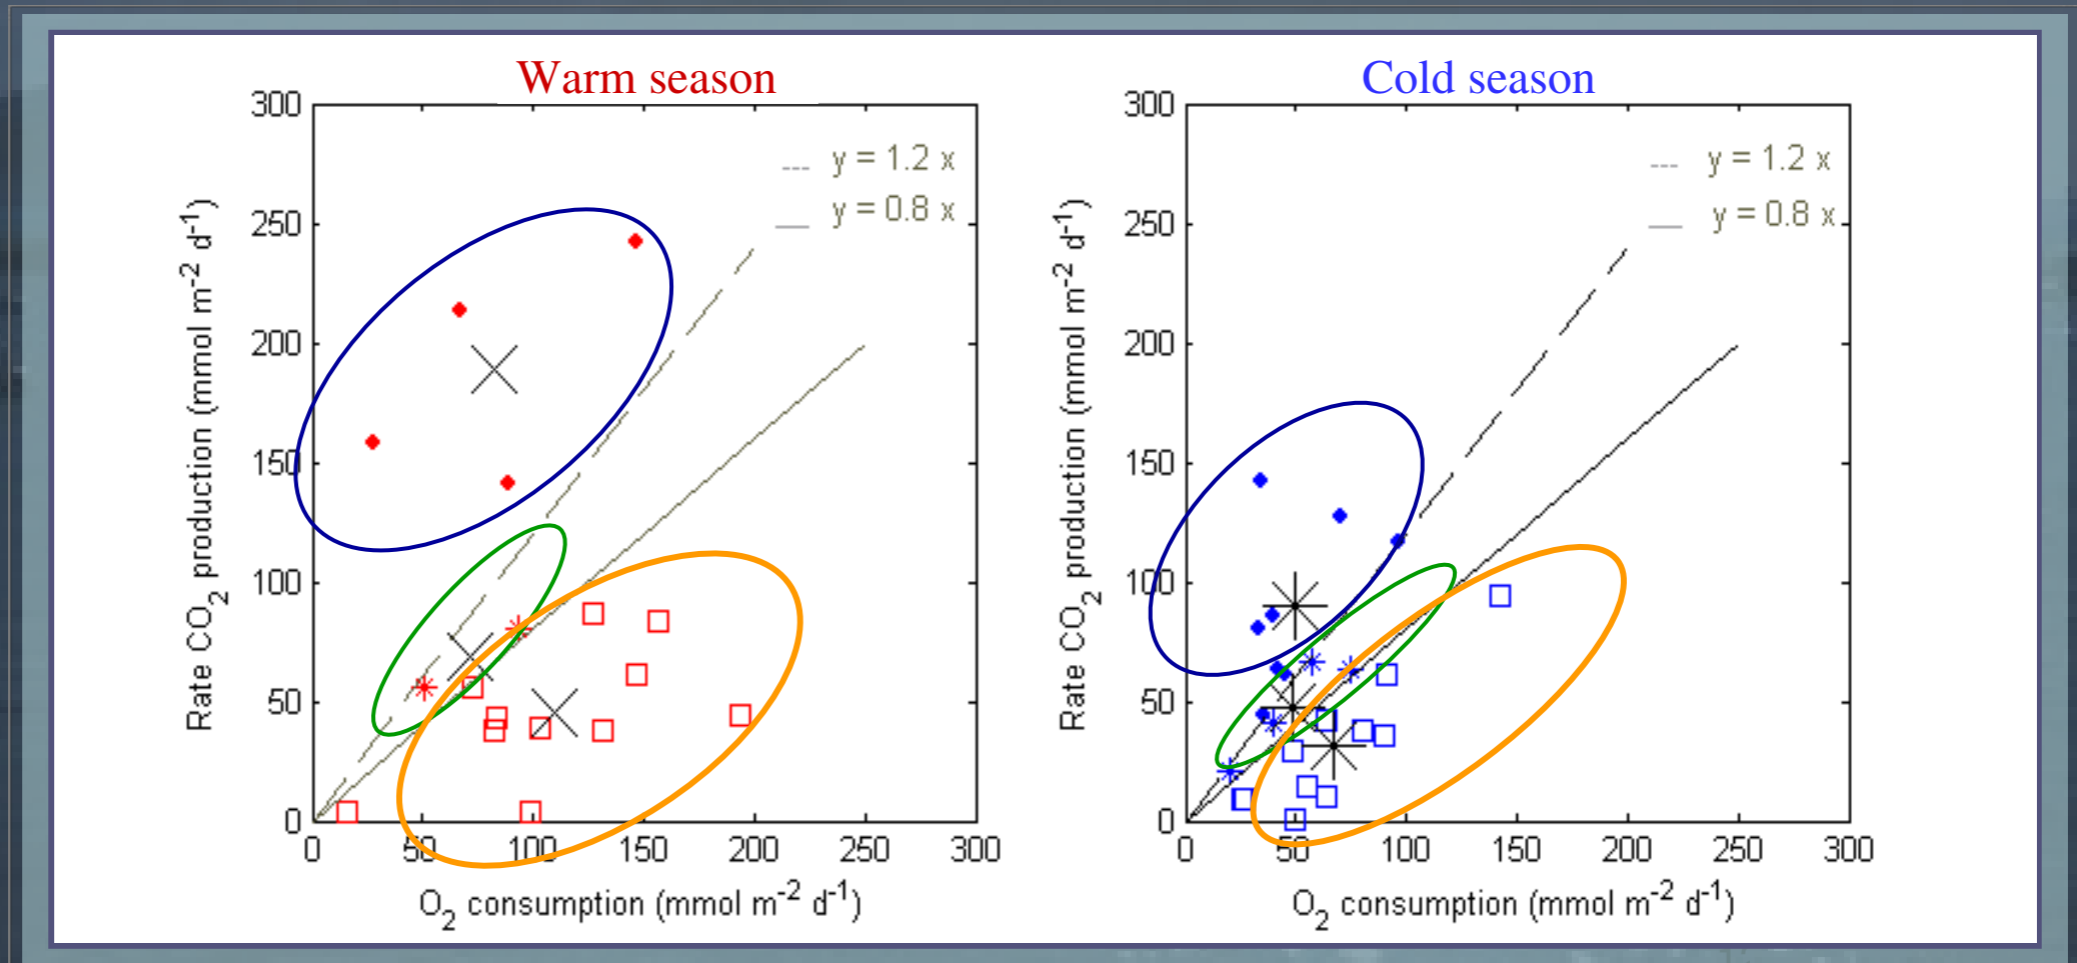 Warm season
300
250
200
150
100
50
0
0 50 100 150 200 250 300
Rate CO2 production (mmol m-2 d-1)
O2 consumption (mmol m-2 d-1)
--- y = 1.2 x
— y = 0.8 x
Cold season
300
250
200
150
100
50
0
0 50 100 150 200 250 300
Rate CO2 production (mmol m-2 d-1)
O2 consumption (mmol m-2 d-1)
--- y = 1.2 x
— y = 0.8 x